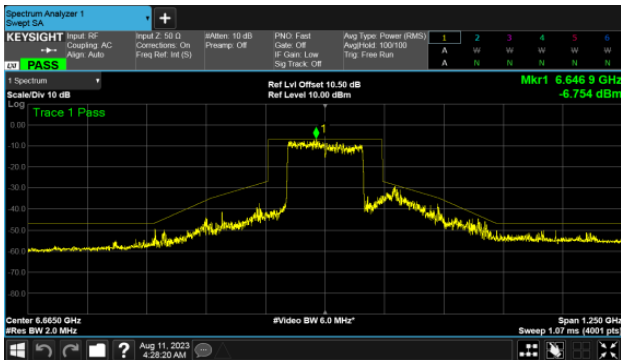 Spectrum Analyzer 1
Swept SA
KEYSIGHT
Input: RF
Coupling: AC
Align: Auto
Input Z: 50 Ω
Corrections: On
Freq Ref: Int (S)
#Atten: 10 dB
Preamp: Off
PNO: Fast
Gate: Off
IF Gain: Low
Sig Track: Off
Avg Type: Power (RMS)
Avg|Hold: 100/100
Trig: Free Run
1 2 3 4 5 6
A W W W W W
A N N N N N
LXI PASS
1 Spectrum
Scale/Div 10 dB
Ref Lvl Offset 10.50 dB
Ref Level 10.00 dBm
Mkr1 6.646 9 GHz
-6.754 dBm
Log
Trace 1 Pass
1
0.00
-10.0
-20.0
-30.0
-40.0
-50.0
-60.0
-70.0
-80.0
Center 6.6650 GHz
#Res BW 2.0 MHz
#Video BW 6.0 MHz*
Span 1.250 GHz
Sweep 1.07 ms (4001 pts)
?
Aug 11, 2023
4:28:20 AM